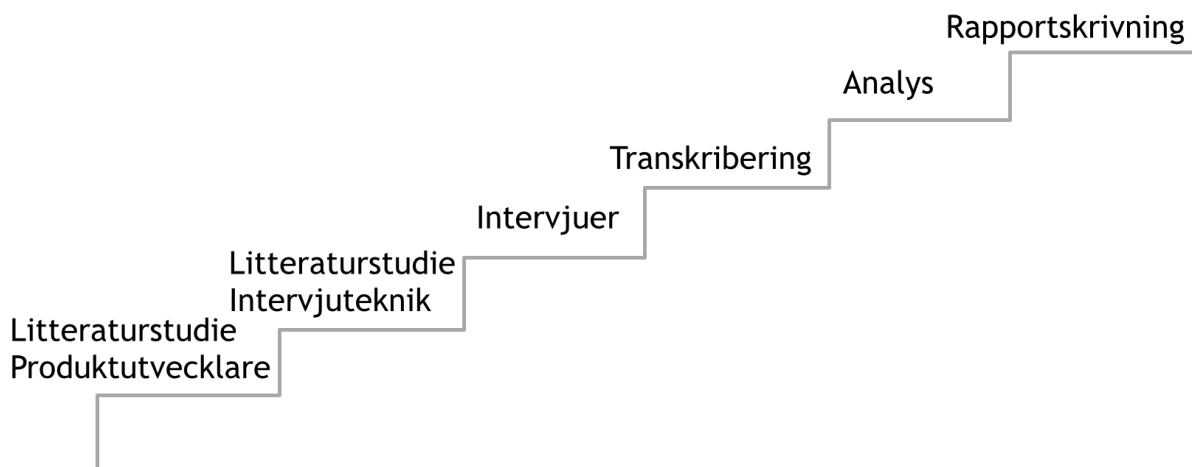 Rapportskrivning
Analys
Transkribering
Intervjuer
Litteraturstudie
Intervjuteknik
Litteraturstudie
Produktutvecklare